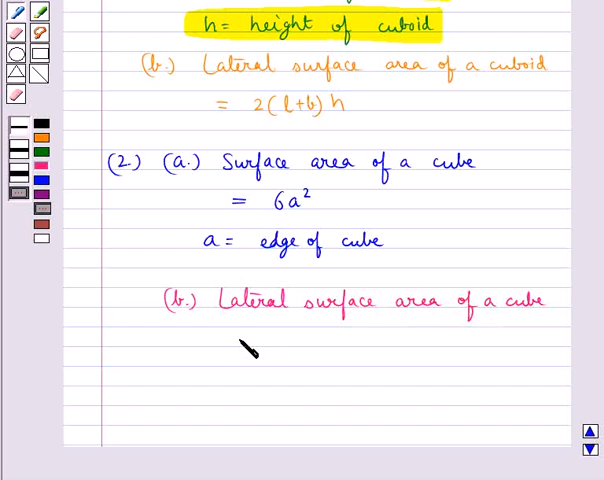 h = height of cuboid
(b.) Lateral surface area of a cuboid
= 2(l+b) h
(2.) (a.) Surface area of a cube
= 6a²
a = edge of cube
(b.) Lateral surface area of a cube